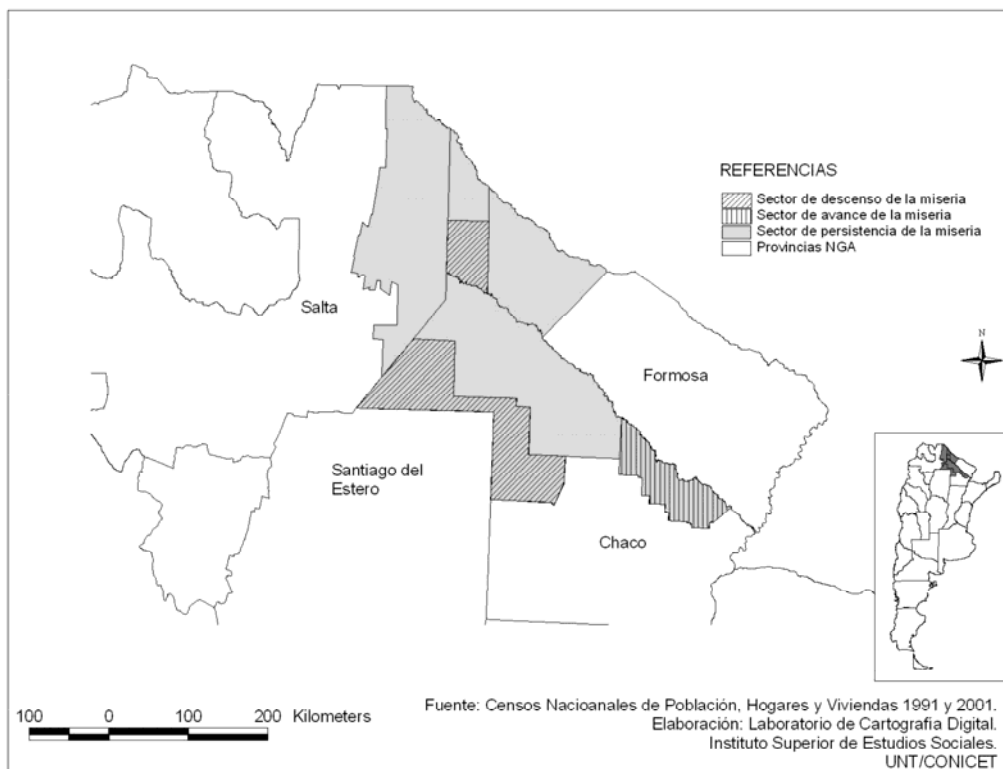 REFERENCIAS
Sector de descenso de la miseria
Sector de avance de la miseria
Sector de persistencia de la miseria
Provincias NGA
Salta
Formosa
N
Santiago del
Estero
Chaco
100 0 100 200 Kilometers
Fuente: Censos Nacioanales de Población, Hogares y Viviendas 1991 y 2001.
Elaboración: Laboratorio de Cartografía Digital.
Instituto Superior de Estudios Sociales.
UNT/CONICET